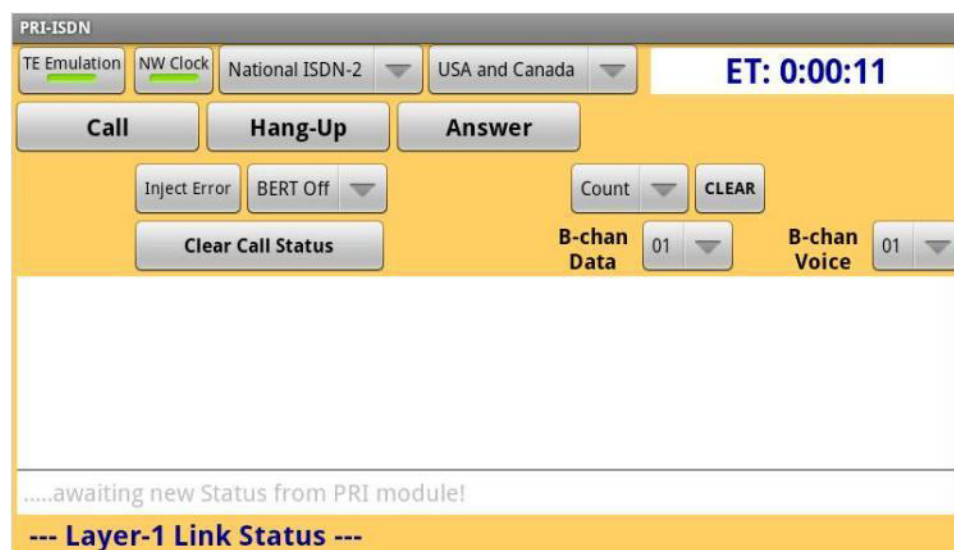 PRI-ISDN
TE Emulation NW Clock National ISDN-2 USA and Canada ET: 0:00:11
Call Hang-Up Answer
Inject Error BERT Off Count CLEAR
Clear Call Status B-chan Data 01 B-chan Voice 01
.....awaiting new Status from PRI module!
--- Layer-1 Link Status ---